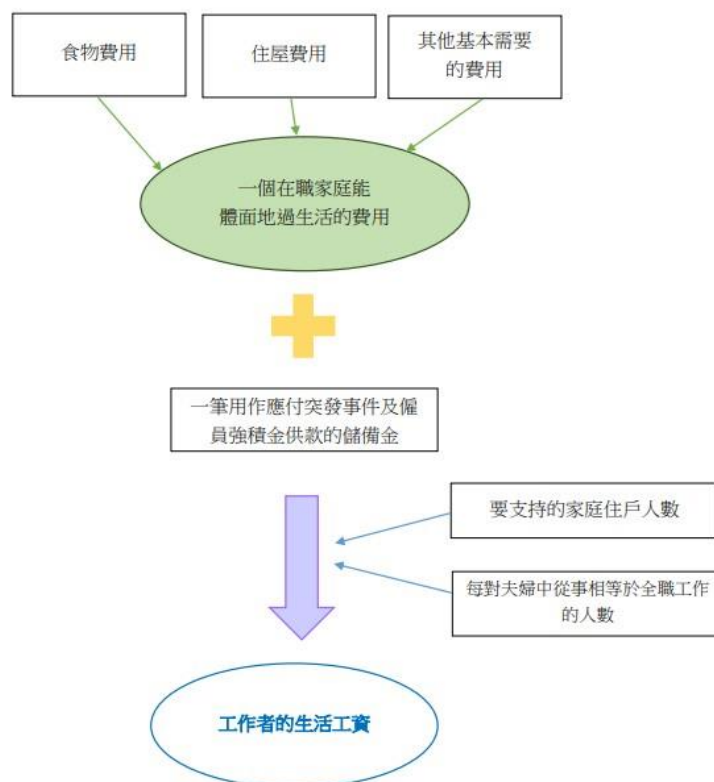 食物費用
住屋費用
其他基本需要
的費用
一個在職家庭能
體面地過生活的費用
一筆用作應付突發事件及僱
員強積金供款的儲備金
要支持的家庭住戶人數
每對夫婦中從事相等於全職工作
的人數
工作者的生活工資